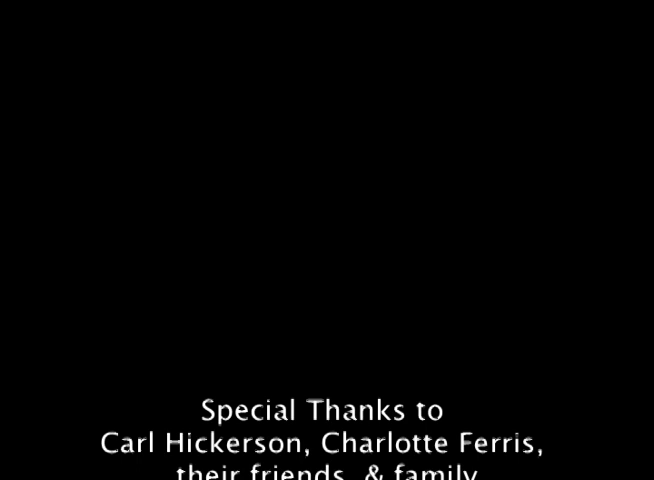 Special Thanks to
Carl Hickerson, Charlotte Ferris,
their friends, & family